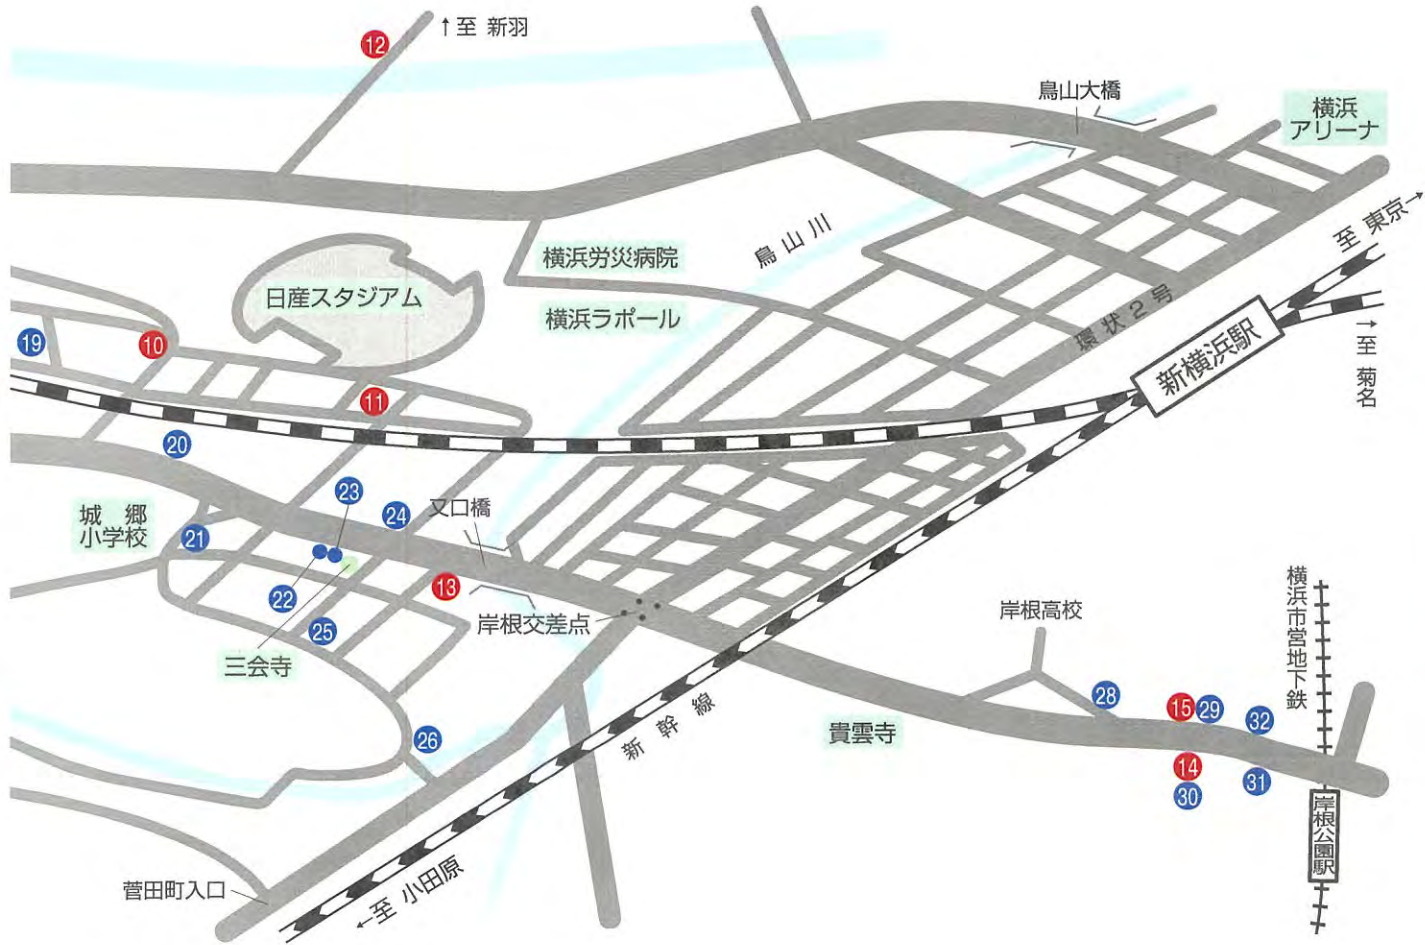 12
↑至 新羽
鳥山大橋
横浜
アリーナ
至 東京→
横浜労災病院
鳥山川
日産スタジアム
横浜ラポール
環状2号
新横浜駅
→至 菊名
19
10
11
20
23
24
又口橋
城 郷
小学校
21
22
25
13
岸根交差点
三会寺
横浜市営地下鉄
岸根高校
28
15
29
32
新幹線
貴雲寺
26
14
30
31
岸根公園駅
菅田町入口
←至 小田原